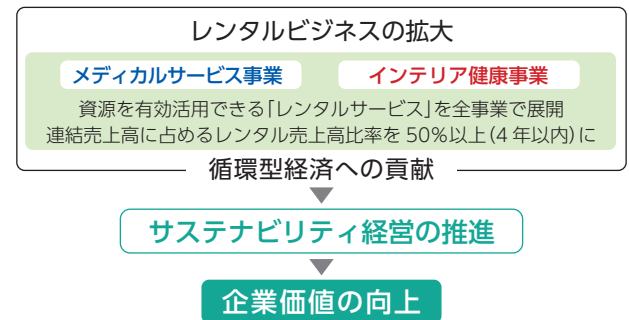 レンタルビジネスの拡大
メディカルサービス事業 インテリア健康事業
資源を有効活用できる「レンタルサービス」を全事業で展開
連結売上高に占めるレンタル売上高比率を50%以上(4年以内)に
循環型経済への貢献
サステナビリティ経営の推進
企業価値の向上